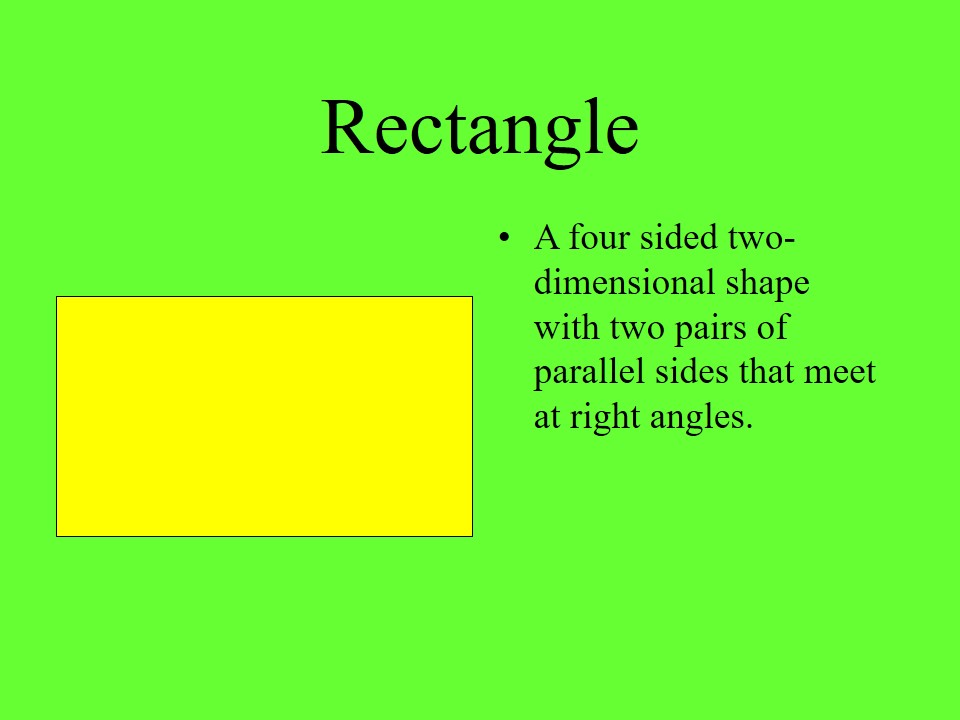 Rectangle
• A four sided two-
dimensional shape
with two pairs of
parallel sides that meet
at right angles.